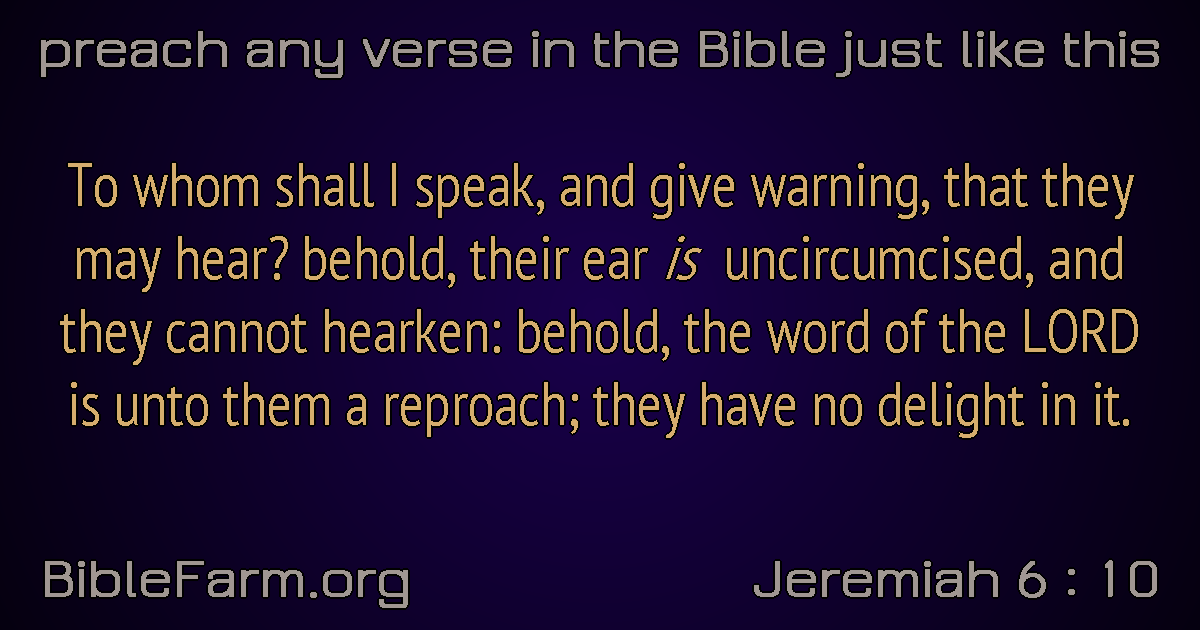 preach any verse in the Bible just like this
To whom shall I speak, and give warning, that they
may hear? behold, their ear is uncircumcised, and
they cannot hearken: behold, the word of the LORD
is unto them a reproach; they have no delight in it.
BibleFarm.org
Jeremiah 6 : 10